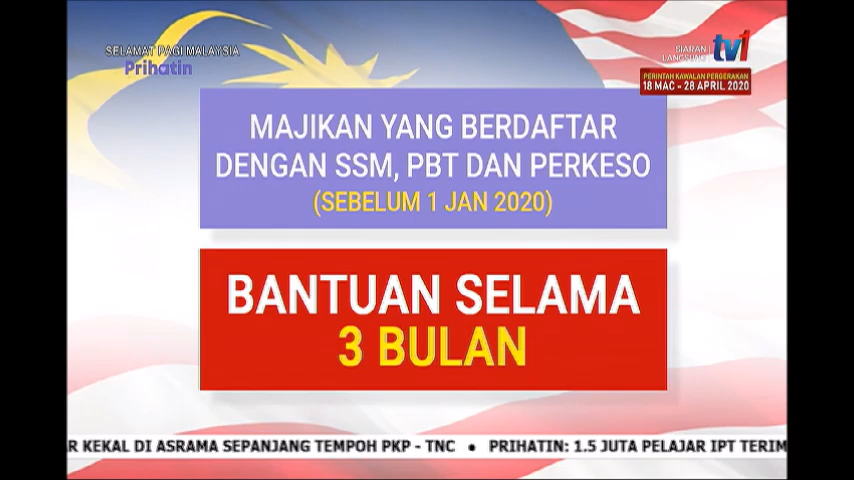 SELAMAT PAGI MALAYSIA
Prihatin
SIARAN
LANGSUNG
tv1
PERINTAH KAWALAN PERGERAKAN
18 MAC - 28 APRIL 2020
MAJIKAN YANG BERDAFTAR
DENGAN SSM, PBT DAN PERKESO
(SEBELUM 1 JAN 2020)
BANTUAN SELAMA
3 BULAN
R KEKAL DI ASRAMA SEPANJANG TEMPOH PKP - TNC • PRIHATIN: 1.5 JUTA PELAJAR IPT TERIM